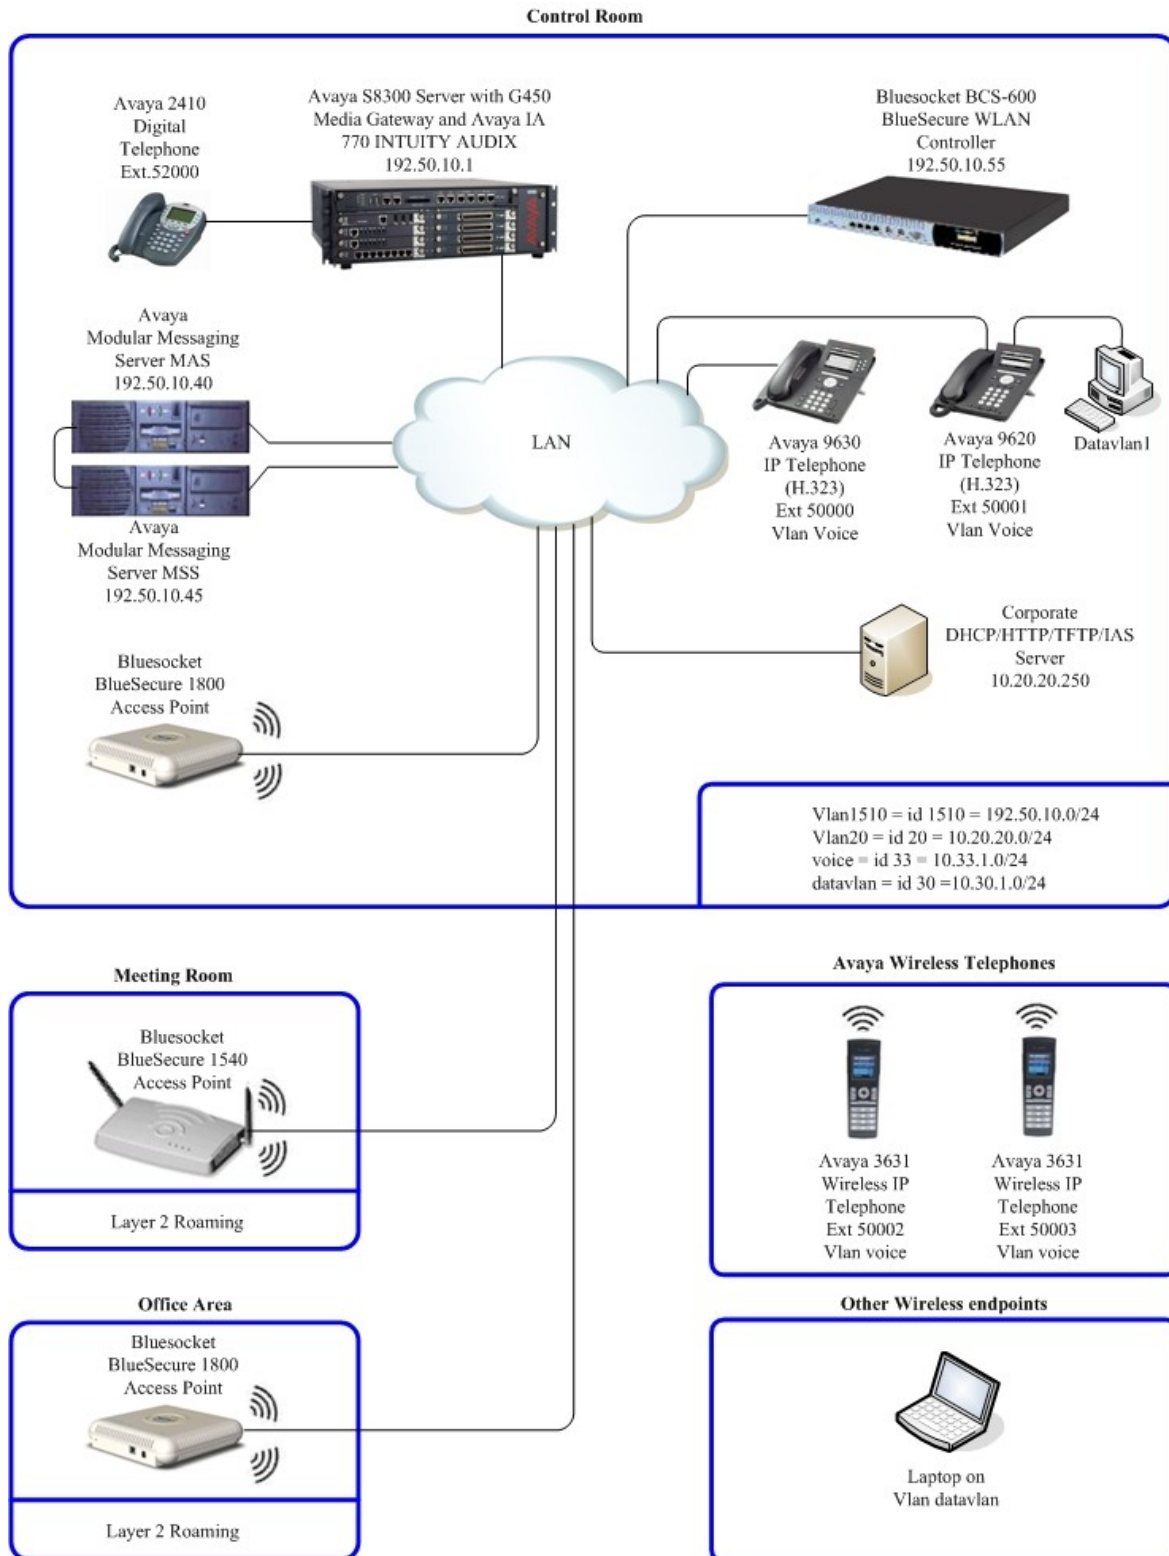 Control Room
Avaya 2410
Digital
Telephone
Ext.52000
Avaya S8300 Server with G450
Media Gateway and Avaya IA
770 INTUITY AUDIX
192.50.10.1
Bluesocket BCS-600
BlueSecure WLAN
Controller
192.50.10.55
AVAYA
Avaya
Modular Messaging
Server MAS
192.50.10.40
Avaya
Modular Messaging
Server MSS
192.50.10.45
LAN
Avaya 9630
IP Telephone
(H.323)
Ext 50000
Vlan Voice
Avaya 9620
IP Telephone
(H.323)
Ext 50001
Vlan Voice
Datavlan1
Corporate
DHCP/HTTP/TFTP/IAS
Server
10.20.20.250
Bluesocket
BlueSecure 1800
Access Point
Vlan1510 = id 1510 = 192.50.10.0/24
Vlan20 = id 20 = 10.20.20.0/24
voice = id 33 = 10.33.1.0/24
datavlan = id 30 =10.30.1.0/24
Meeting Room
Bluesocket
BlueSecure 1540
Access Point
Layer 2 Roaming
Avaya Wireless Telephones
Avaya 3631
Wireless IP
Telephone
Ext 50002
Vlan voice
Avaya 3631
Wireless IP
Telephone
Ext 50003
Vlan voice
Office Area
Bluesocket
BlueSecure 1800
Access Point
Layer 2 Roaming
Other Wireless endpoints
Laptop on
Vlan datavlan